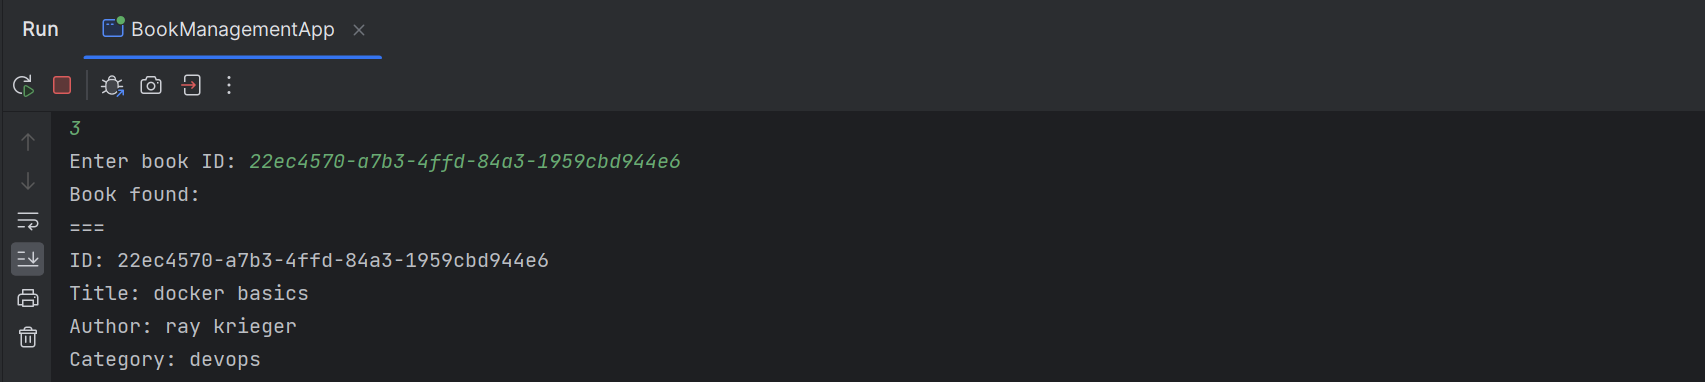 Run BookManagementApp
3
Enter book ID: 22ec4570-a7b3-4ffd-84a3-1959cbd944e6
Book found:
===
ID: 22ec4570-a7b3-4ffd-84a3-1959cbd944e6
Title: docker basics
Author: ray krieger
Category: devops